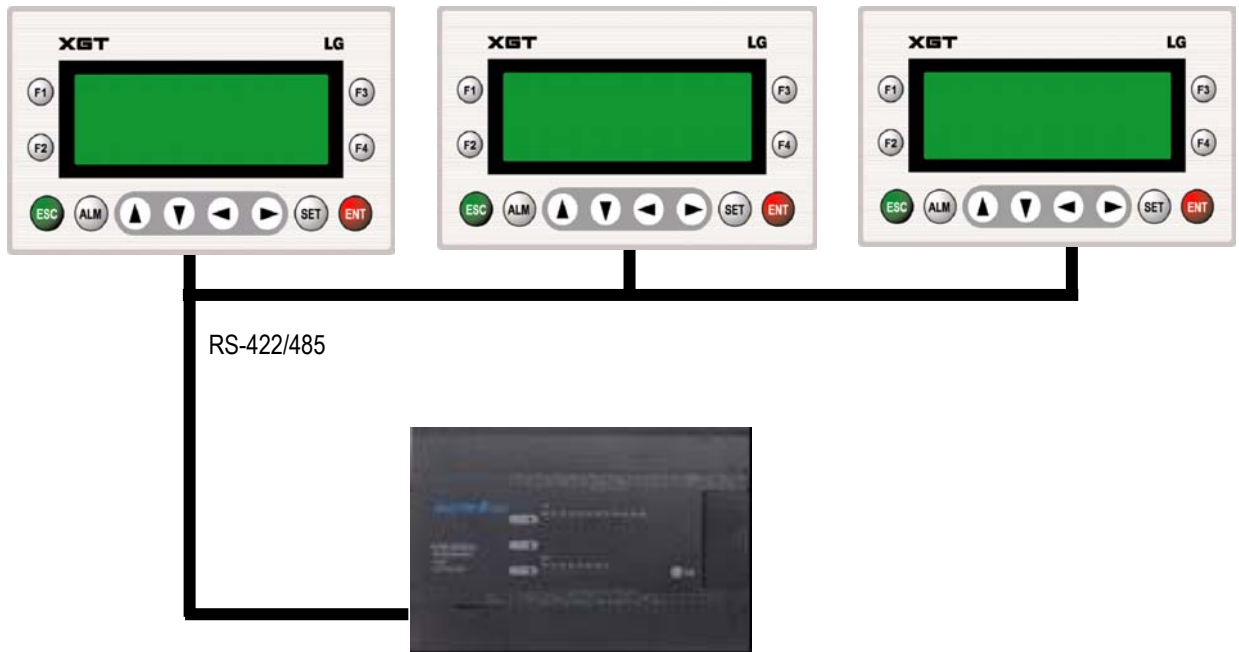 XGT LG
F1 F3
F2 F4
ESC ALM SET ENT
XGT LG
F1 F3
F2 F4
ESC ALM SET ENT
XGT LG
F1 F3
F2 F4
ESC ALM SET ENT
RS-422/485